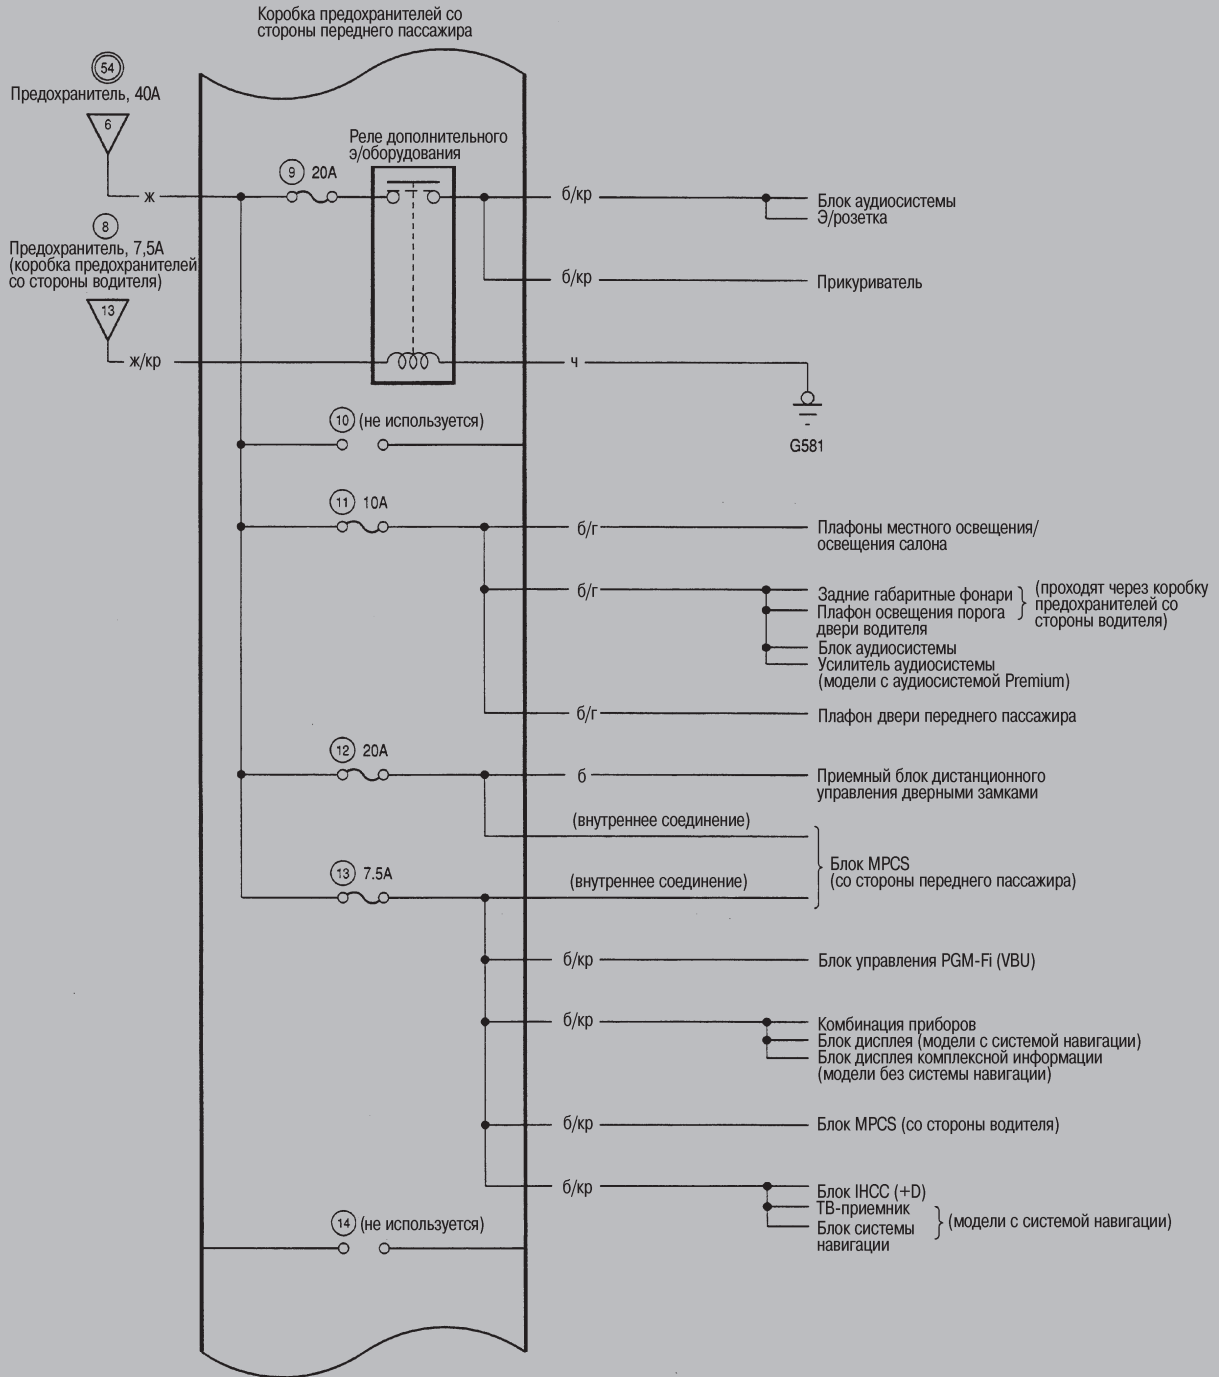 Коробка предохранителей со
стороны переднего пассажира
54
Предохранитель, 40А
6
Реле дополнительного
э/оборудования
9 20А
ж
б/кр
Блок аудиосистемы
Э/розетка
8
Предохранитель, 7,5А
(коробка предохранителей
со стороны водителя)
13
б/кр
Прикуриватель
ж/кр
ч
G581
10 (не используется)
11 10А
б/г
Плафоны местного освещения/
освещения салона
б/г
Задние габаритные фонари
Плафон освещения порога
двери водителя
(проходят через коробку
предохранителей со
стороны водителя)
Блок аудиосистемы
Усилитель аудиосистемы
(модели с аудиосистемой Premium)
б/г
Плафон двери переднего пассажира
12 20А
б
Приемный блок дистанционного
управления дверными замками
(внутреннее соединение)
13 7.5А
(внутреннее соединение)
Блок MPCS
(со стороны переднего пассажира)
б/кр
Блок управления PGM-Fi (VBU)
б/кр
Комбинация приборов
Блок дисплея (модели с системой навигации)
Блок дисплея комплексной информации
(модели без системы навигации)
б/кр
Блок MPCS (со стороны водителя)
б/кр
Блок IHCC (+D)
ТВ-приемник
Блок системы
навигации
(модели с системой навигации)
14 (не используется)